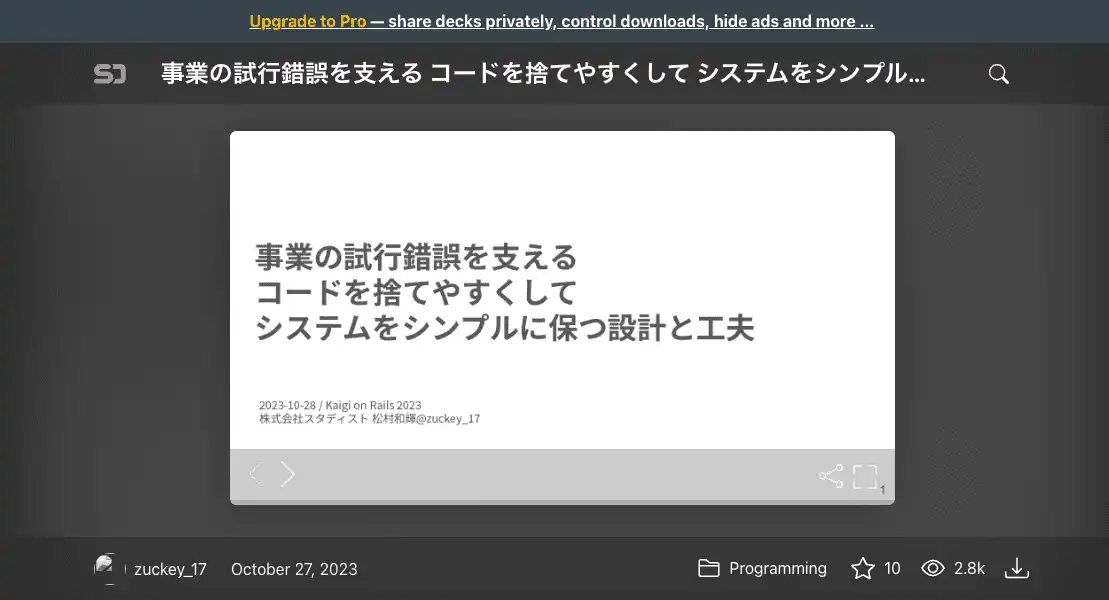 Upgrade to Pro — share decks privately, control downloads, hide ads and more ...
SD
事業の試行錯誤を支える コードを捨てやすくして システムをシンプル...
事業の試行錯誤を支える
コードを捨てやすくして
システムをシンプルに保つ設計と工夫
2023-10-28 / Kaigi on Rails 2023
株式会社スタディスト 松村和輝@zuckey_17
1
zuckey_17
October 27, 2023
Programming
10
2.8k